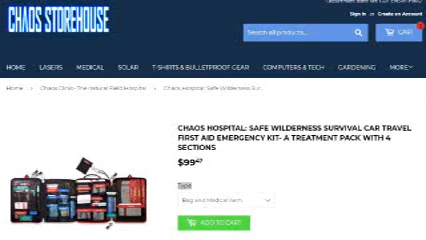 CHAOS STOREHOUSE
Sign in or Create an Account
Search all products...
CART
HOME LASERS MEDICAL SOLAR T-SHIRTS & BULLETPROOF GEAR COMPUTERS & TECH GARDENING MORE
Home › Chaos Clinic- The natural Field Hospital › Chaos Hospital: Safe Wilderness Sur...
CHAOS HOSPITAL: SAFE WILDERNESS SURVIVAL CAR TRAVEL
FIRST AID EMERGENCY KIT- A TREATMENT PACK WITH 4
SECTIONS
$99
Type
Bag and Medical item
ADD TO CART